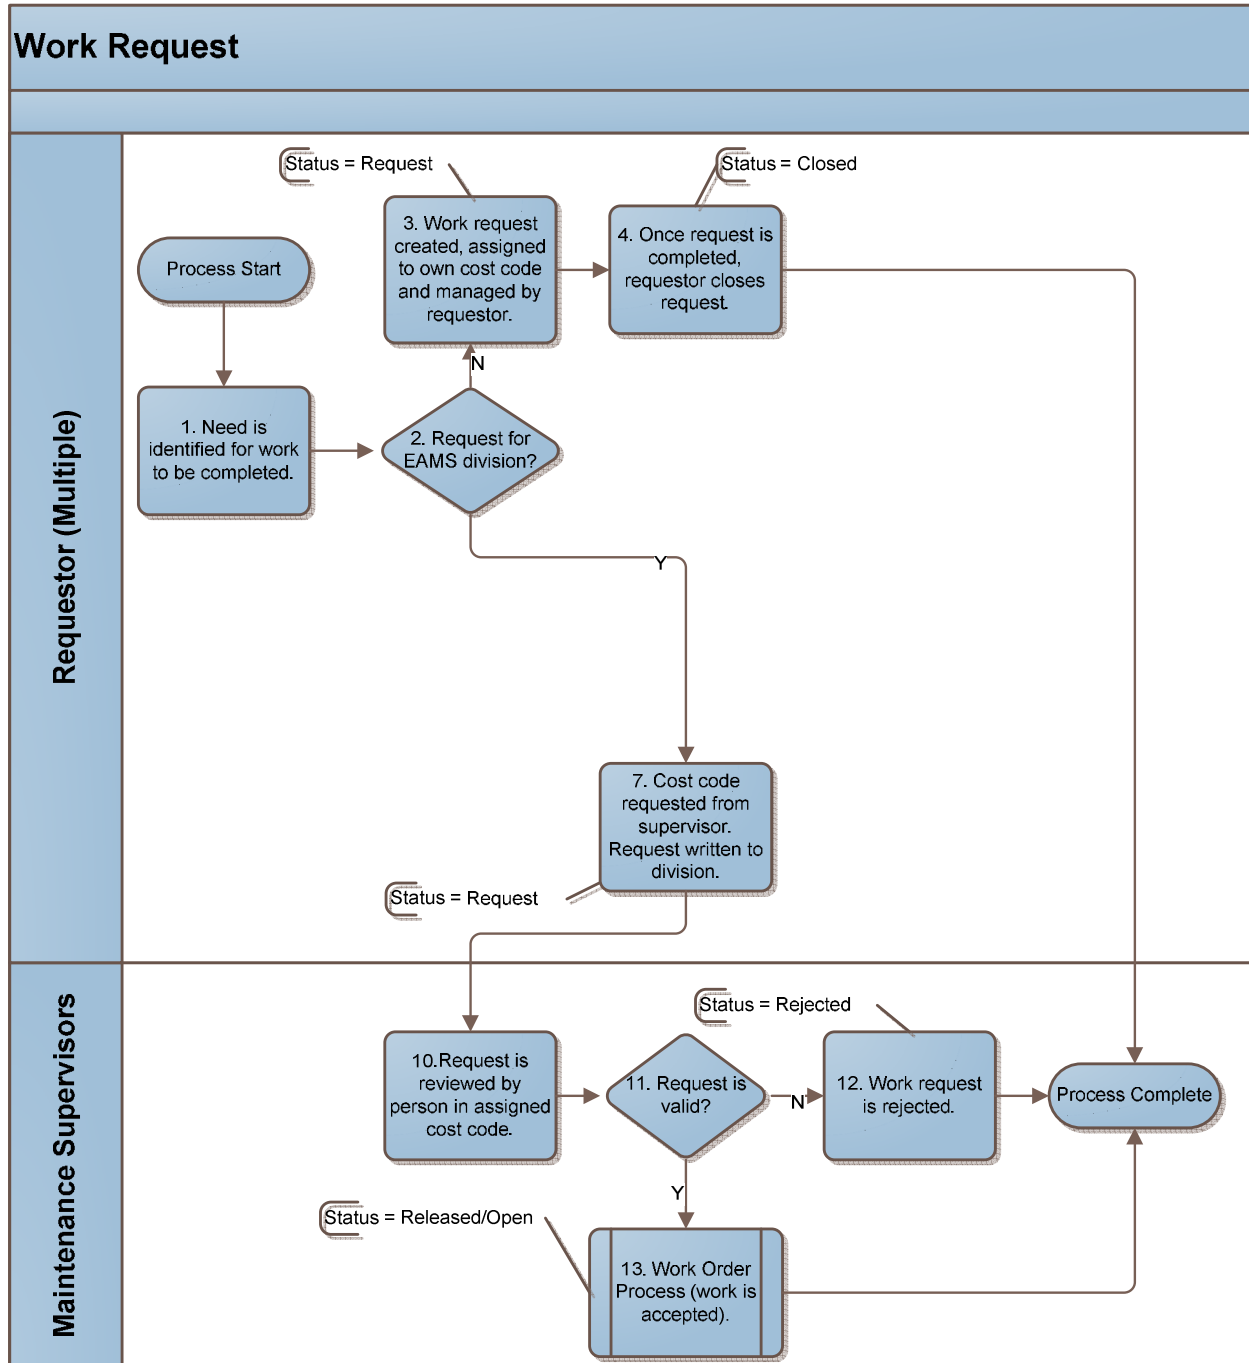 Work Request
Requestor (Multiple)
Status = Request
Status = Closed
Process Start
3. Work request
created, assigned
to own cost code
and managed by
requestor.
4. Once request is
completed,
requestor closes
request.
N
1. Need is
identified for work
to be completed.
2. Request for
EAMS division?
Y
7. Cost code
requested from
supervisor.
Request written to
division.
Status = Request
Maintenance Supervisors
Status = Rejected
10.Request is
reviewed by
person in assigned
cost code.
11. Request is
valid?
N
12. Work request
is rejected.
Process Complete
Y
Status = Released/Open
13. Work Order
Process (work is
accepted).